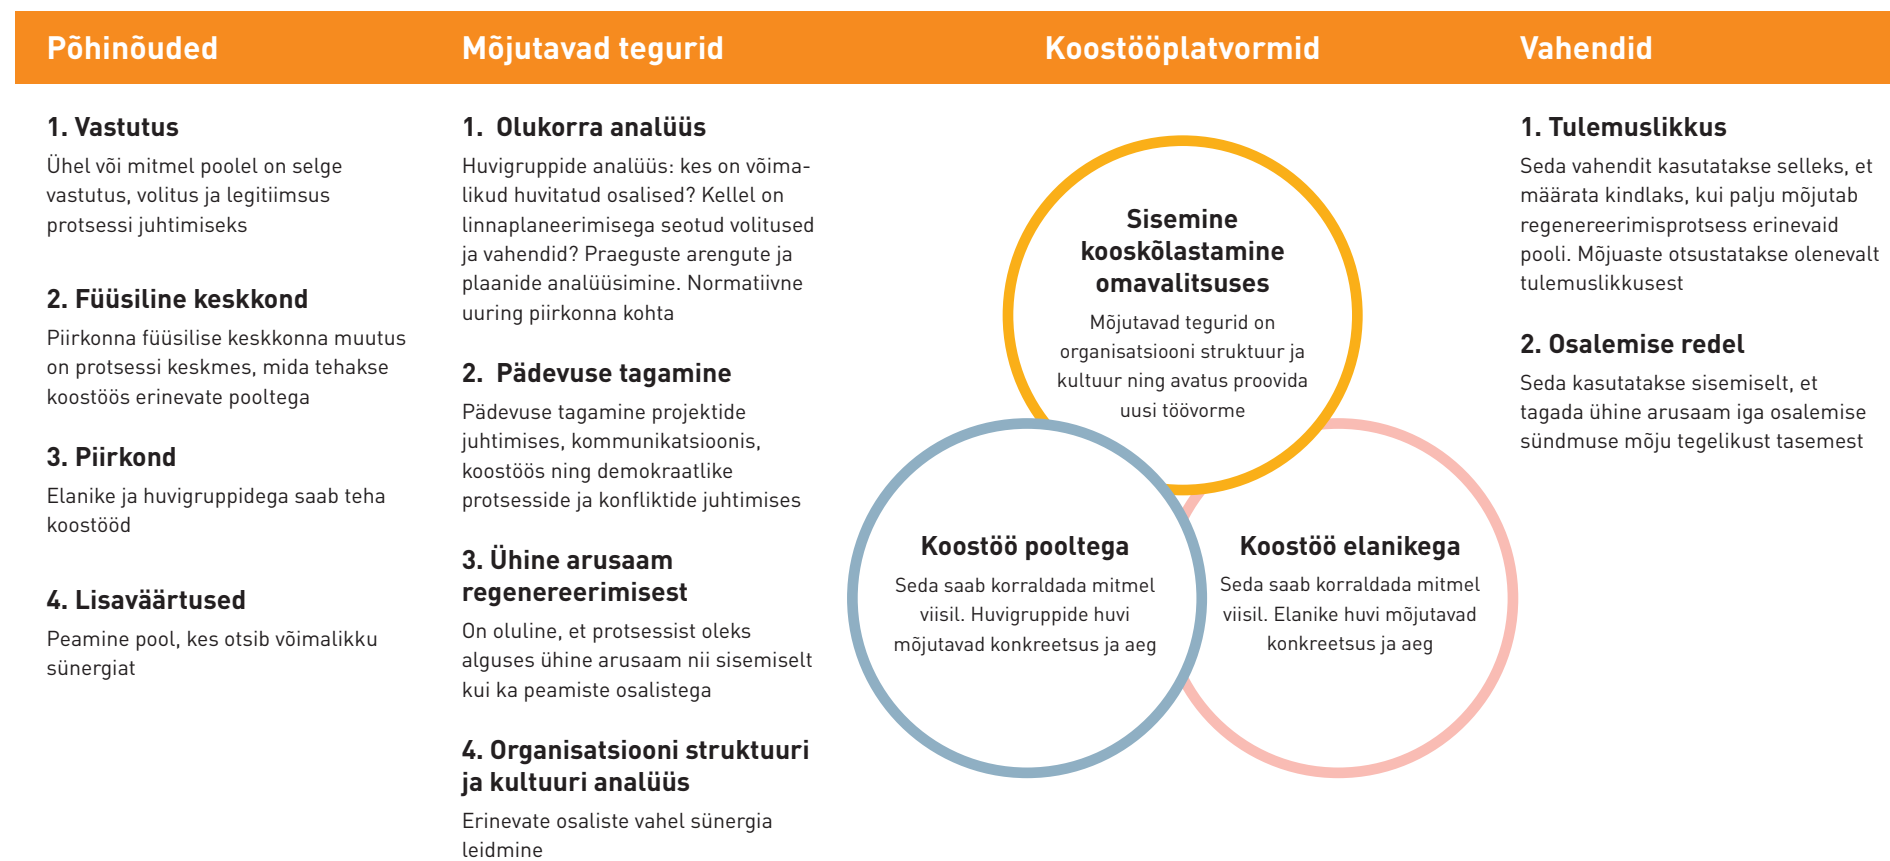 Põhinõuded
Mõjutavad tegurid
Koostööplatvormid
Vahendid
1. Vastutus
Ühel või mitmel poolel on selge
vastutus, volitus ja legitiimsus
protsessi juhtimiseks
2. Füüsiline keskkond
Piirkonna füüsilise keskkonna muutus
on protsessi keskmes, mida tehakse
koostöös erinevate pooltega
3. Piirkond
Elanike ja huvigruppidega saab teha
koostööd
4. Lisaväärtused
Peamine pool, kes otsib võimalikku
sünergiat
1. Olukorra analüüs
Huvigruppide analüüs: kes on võima-
likud huvitatud osalised? Kellel on
linnaplaneerimisega seotud volitused
ja vahendid? Praeguste arengute ja
plaanide analüüsimine. Normatiivne
uuring piirkonna kohta
2. Pädevuse tagamine
Pädevuse tagamine projektide
juhtimises, kommunikatsioonis,
koostöös ning demokraatlike
protsesside ja konfliktide juhtimises
3. Ühine arusaam
regenereerimisest
On oluline, et protsessist oleks
alguses ühine arusaam nii sisemiselt
kui ka peamiste osalistega
4. Organisatsiooni struktuuri
ja kultuuri analüüs
Erinevate osaliste vahel sünergia
leidmine
Sisemine
kooskõlastamine
omavalitsuses
Mõjutavad tegurid on
organisatsiooni struktuur ja
kultuur ning avatus proovida
uusi töövorme
Koostöö pooltega
Seda saab korraldada mitmel
viisil. Huvigruppide huvi
mõjutavad konkreetsus ja aeg
Koostöö elanikega
Seda saab korraldada mitmel
viisil. Elanike huvi mõjutavad
konkreetsus ja aeg
1. Tulemuslikkus
Seda vahendit kasutatakse selleks, et
määrata kindlaks, kui palju mõjutab
regenereerimisprotsess erinevaid
pooli. Mõjuaste otsustatakse olenevalt
tulemuslikkusest
2. Osalemise redel
Seda kasutatakse sisemiselt, et
tagada ühine arusaam iga osalemise
sündmuse mõju tegelikust tasemest